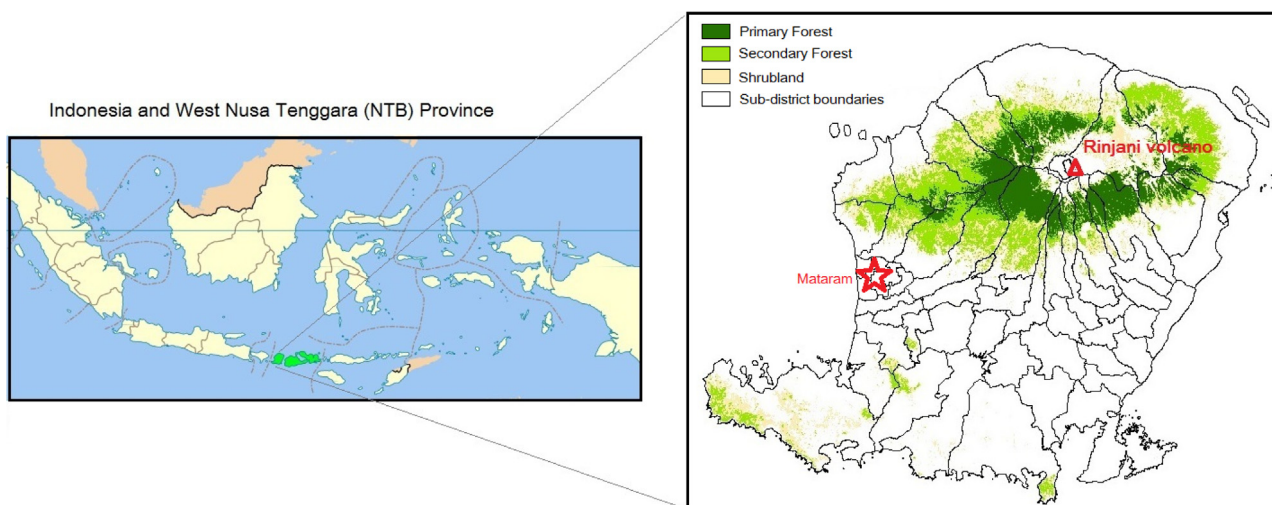 Indonesia and West Nusa Tenggara (NTB) Province
Primary Forest
Secondary Forest
Shrubland
Sub-district boundaries
Rinjani volcano
Mataram